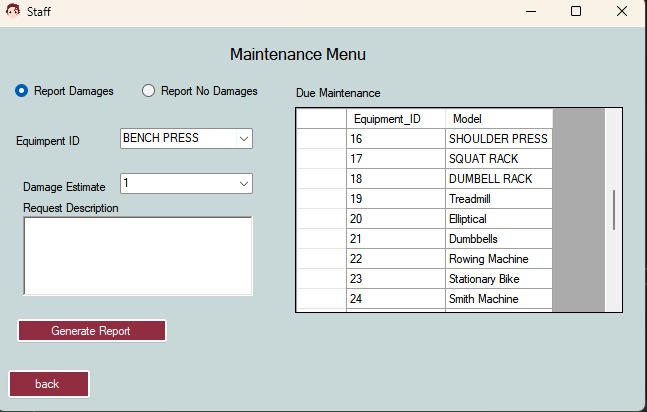 Staff
Maintenance Menu
Report Damages
Report No Damages
Due Maintenance
Equimpent ID
BENCH PRESS
Damage Estimate
1
Request Description
Generate Report
back
Equipment_ID Model
16 SHOULDER PRESS
17 SQUAT RACK
18 DUMBELL RACK
19 Treadmill
20 Elliptical
21 Dumbbells
22 Rowing Machine
23 Stationary Bike
24 Smith Machine